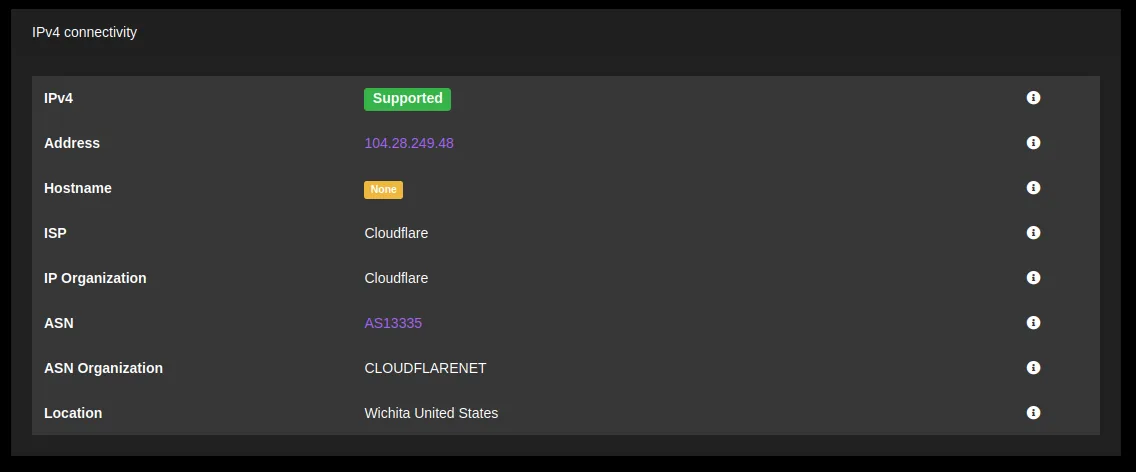 IPv4 connectivity
IPv4 Supported
Address 104.28.249.48
Hostname None
ISP Cloudflare
IP Organization Cloudflare
ASN AS13335
ASN Organization CLOUDFLARENET
Location Wichita United States